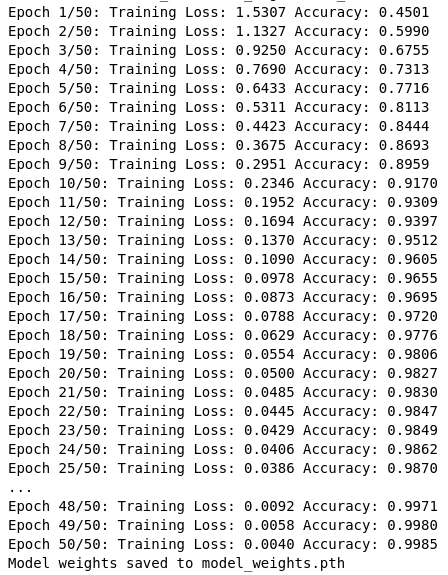 Epoch 1/50: Training Loss: 1.5307 Accuracy: 0.4501
Epoch 2/50: Training Loss: 1.1327 Accuracy: 0.5990
Epoch 3/50: Training Loss: 0.9250 Accuracy: 0.6755
Epoch 4/50: Training Loss: 0.7690 Accuracy: 0.7313
Epoch 5/50: Training Loss: 0.6433 Accuracy: 0.7716
Epoch 6/50: Training Loss: 0.5311 Accuracy: 0.8113
Epoch 7/50: Training Loss: 0.4423 Accuracy: 0.8444
Epoch 8/50: Training Loss: 0.3675 Accuracy: 0.8693
Epoch 9/50: Training Loss: 0.2951 Accuracy: 0.8959
Epoch 10/50: Training Loss: 0.2346 Accuracy: 0.9170
Epoch 11/50: Training Loss: 0.1952 Accuracy: 0.9309
Epoch 12/50: Training Loss: 0.1694 Accuracy: 0.9397
Epoch 13/50: Training Loss: 0.1370 Accuracy: 0.9512
Epoch 14/50: Training Loss: 0.1090 Accuracy: 0.9605
Epoch 15/50: Training Loss: 0.0978 Accuracy: 0.9655
Epoch 16/50: Training Loss: 0.0873 Accuracy: 0.9695
Epoch 17/50: Training Loss: 0.0788 Accuracy: 0.9720
Epoch 18/50: Training Loss: 0.0629 Accuracy: 0.9776
Epoch 19/50: Training Loss: 0.0554 Accuracy: 0.9806
Epoch 20/50: Training Loss: 0.0500 Accuracy: 0.9827
Epoch 21/50: Training Loss: 0.0485 Accuracy: 0.9830
Epoch 22/50: Training Loss: 0.0445 Accuracy: 0.9847
Epoch 23/50: Training Loss: 0.0429 Accuracy: 0.9849
Epoch 24/50: Training Loss: 0.0406 Accuracy: 0.9862
Epoch 25/50: Training Loss: 0.0386 Accuracy: 0.9870
...
Epoch 48/50: Training Loss: 0.0092 Accuracy: 0.9971
Epoch 49/50: Training Loss: 0.0058 Accuracy: 0.9980
Epoch 50/50: Training Loss: 0.0040 Accuracy: 0.9985
Model weights saved to model_weights.pth